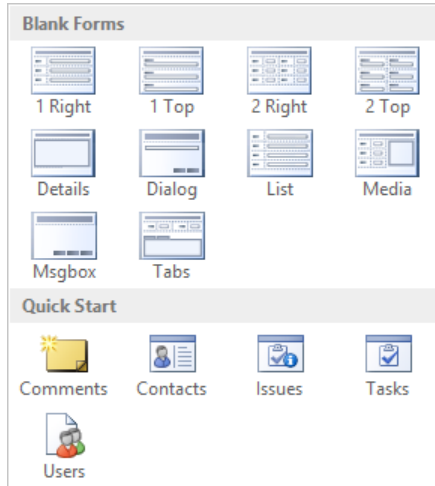 Blank Forms
1 Right 1 Top 2 Right 2 Top
Details Dialog List Media
Msgbox Tabs
Quick Start
Comments Contacts Issues Tasks
Users